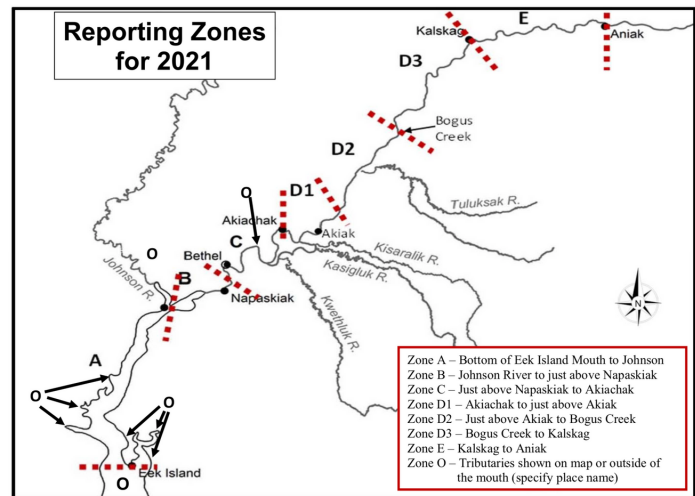 Reporting Zones
for 2021
E
Kalskag
Aniak
D3
Bogus
Creek
D2
Tuluksak R.
O
D1
Akiachak
Akiak
C
Kisaralik R.
Bethel
Kasigluk R.
O
Johnson R.
B
Napaskiak
Kwethluk R.
N
A
O
O
O
O
O
Eek Island
O
Zone A – Bottom of Eek Island Mouth to Johnson
Zone B – Johnson River to just above Napaskiak
Zone C – Just above Napaskiak to Akiachak
Zone D1 – Akiachak to just above Akiak
Zone D2 – Just above Akiak to Bogus Creek
Zone D3 – Bogus Creek to Kalskag
Zone E – Kalskag to Aniak
Zone O – Tributaries shown on map or outside of
the mouth (specify place name)